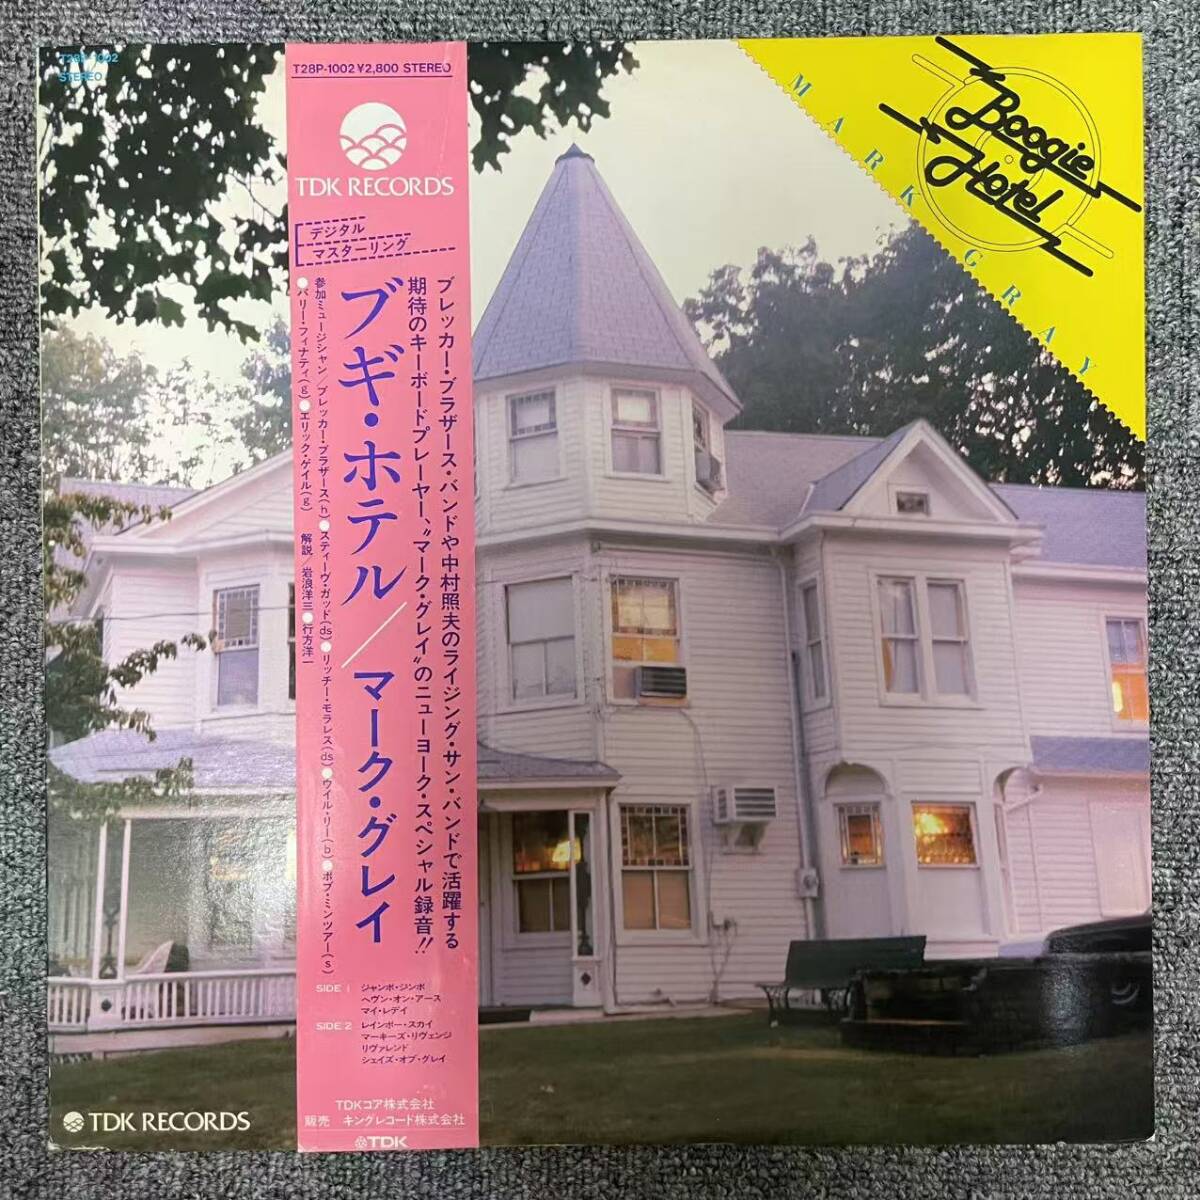 T28P-1002
STEREO
T28P-1002 ¥2,800 STEREO
TDK RECORDS
デジタル
マスターリング
ブレッカー・ブラザース・バンドや中村照夫のライジング・サン・バンドで活躍する
期待のキーボードプレーヤー、"マーク・グレイ"のニューヨーク・スペシャル録音!!
ブギ・ホテル/マーク・グレイ
参加ミュージシャン/ブレッカー・ブラザース(h)●スティーヴ・ガッド(ds)●リッチー・モラレス(ds)●ウイル・リー(b)●ボブ・ミンツアー(s)
●バリー・フィナティ(g)●エリック・ゲイル(g) 解説/岩浪洋三●行方洋一
SIDE 1 ジャンボ・ジンボ
ヘヴン・オン・アース
マイ・レディ
SIDE 2 レインボー・スカイ
マーキーズ・リヴェンジ
リヴァレンド
シェイズ・オブ・グレイ
TDKコア株式会社
販売 キングレコード株式会社
TDK
Boogie
Hotel
MARK GRAY
TDK RECORDS